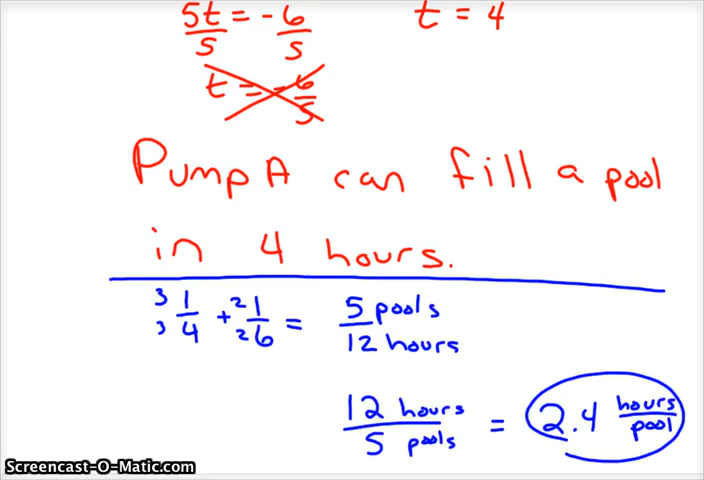 5t/5 = -6/5    t = 4
t = -6/5
Pump A can fill a pool
in 4 hours.
3/3 1/4 + 2/2 1/6 = 5 pools/12 hours
12 hours/5 pools = 2.4 hours/pool
Screencast-O-Matic.com